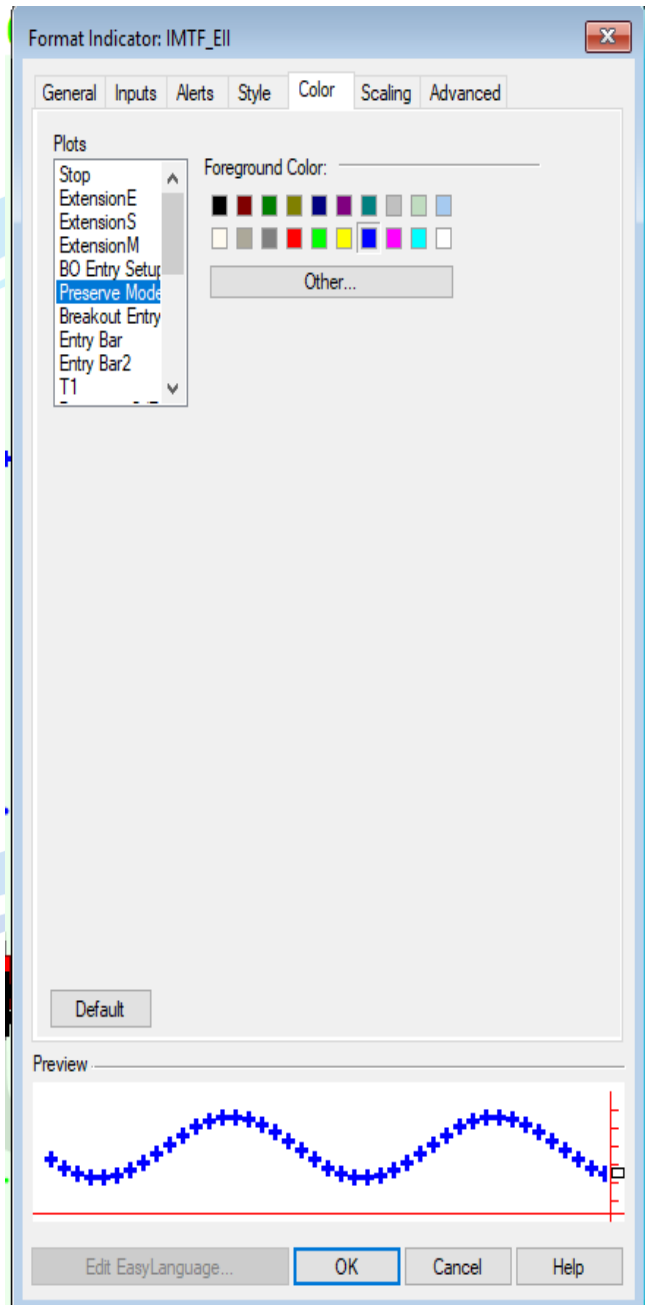 Format Indicator: IMTF_EII
General Inputs Alerts Style Color Scaling Advanced
Plots
Foreground Color:
Stop
ExtensionE
ExtensionS
ExtensionM
BO Entry Setup
Preserve Mode
Breakout Entry
Entry Bar
Entry Bar2
T1
Other...
Default
Preview
Edit EasyLanguage...
OK
Cancel
Help